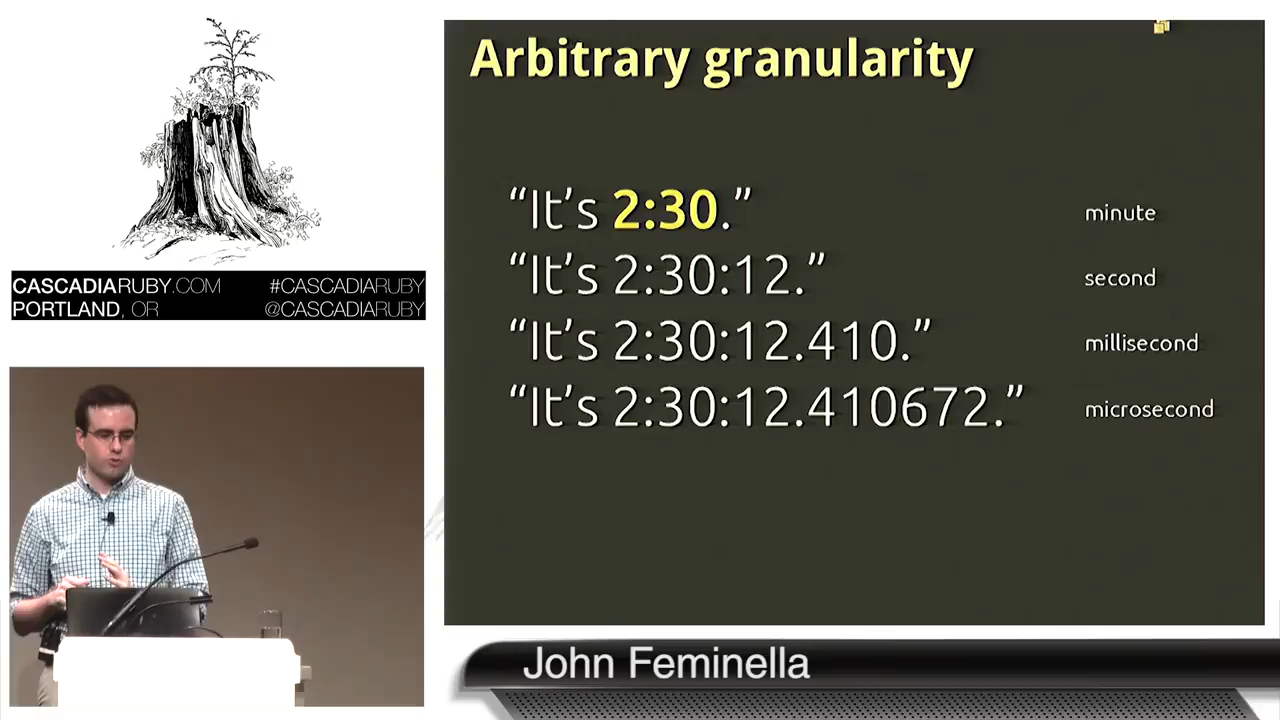 Arbitrary granularity
“It’s 2:30.” minute
“It’s 2:30:12.” second
“It’s 2:30:12.410.” millisecond
“It’s 2:30:12.410672.” microsecond
CASCADIARUBY.COM #CASCADIARUBY
PORTLAND, OR @CASCADIARUBY
John Feminella